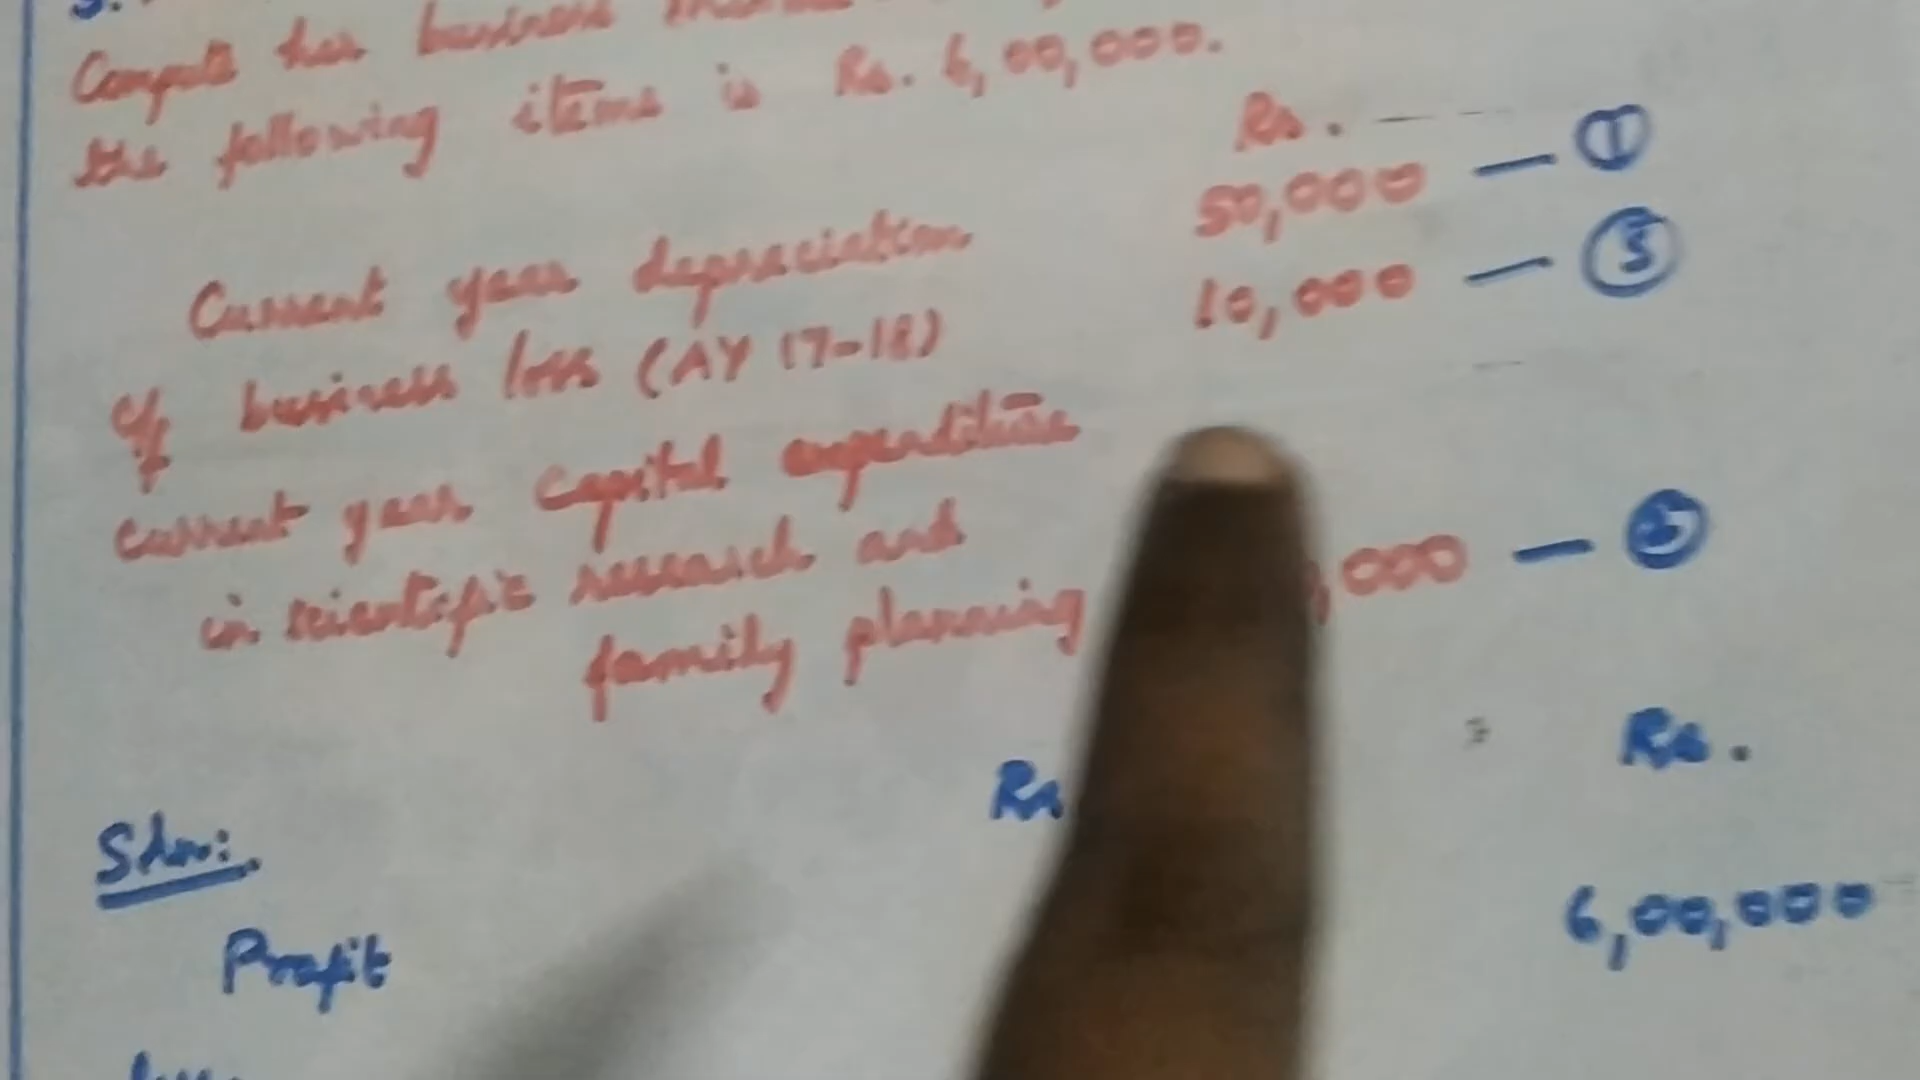 Compute her business
the following items is Rs. 6,00,000.
Rs.
Current year depreciation 50,000 — ①
c/f business loss (AY 17-18) 10,000 — ③
current year capital expenditure
in scientific research and
family planning ,000 — ②
Rs Rs.
Soln:
Profit 6,00,000